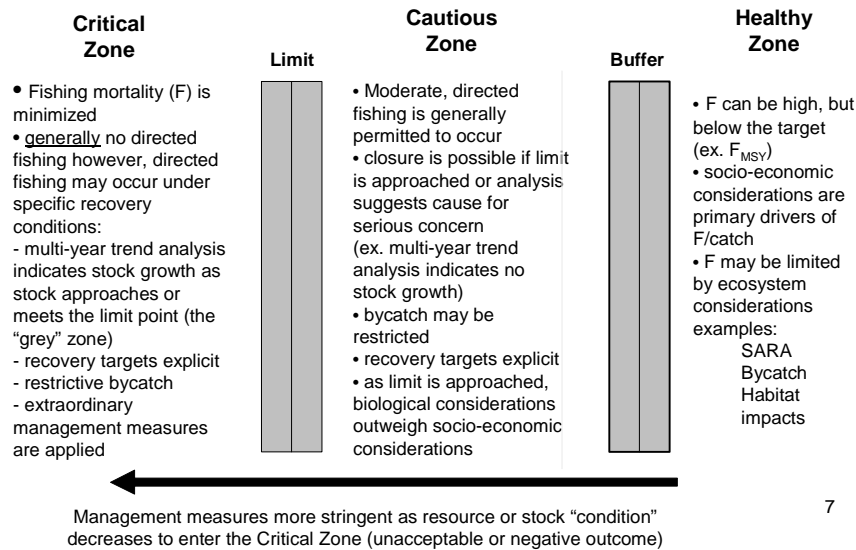 Critical
Zone
Limit
Cautious
Zone
Buffer
Healthy
Zone
• Fishing mortality (F) is
minimized
• generally no directed
fishing however, directed
fishing may occur under
specific recovery
conditions:
- multi-year trend analysis
indicates stock growth as
stock approaches or
meets the limit point (the
“grey” zone)
- recovery targets explicit
- restrictive bycatch
- extraordinary
management measures
are applied
• Moderate, directed
fishing is generally
permitted to occur
• closure is possible if limit
is approached or analysis
suggests cause for
serious concern
(ex. multi-year trend
analysis indicates no
stock growth)
• bycatch may be
restricted
• recovery targets explicit
• as limit is approached,
biological considerations
outweigh socio-economic
considerations
• F can be high, but
below the target
(ex. FMSY)
• socio-economic
considerations are
primary drivers of
F/catch
• F may be limited
by ecosystem
considerations
examples:
SARA
Bycatch
Habitat
impacts
Management measures more stringent as resource or stock “condition”
decreases to enter the Critical Zone (unacceptable or negative outcome)
7